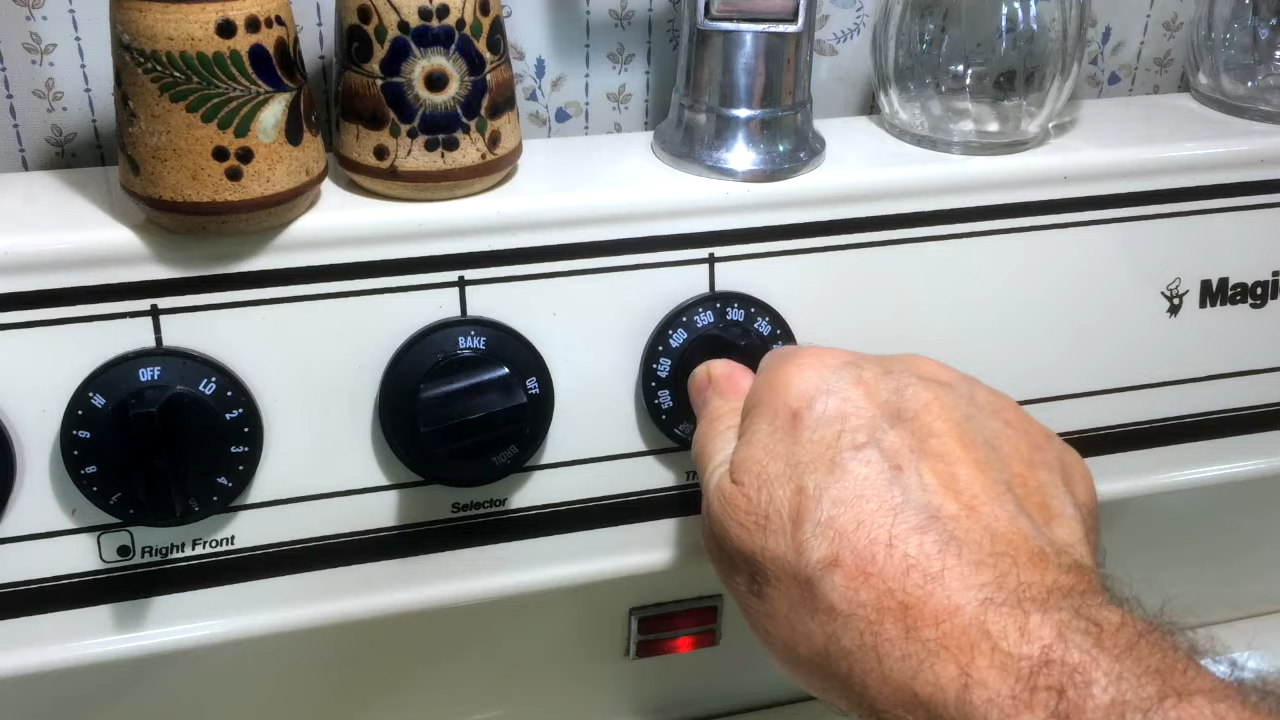 OFF
LO
2
3
4
7
8
9
HI
Right Front
BAKE
OFF
BROIL
Selector
500
450
400
350
300
250
Magi